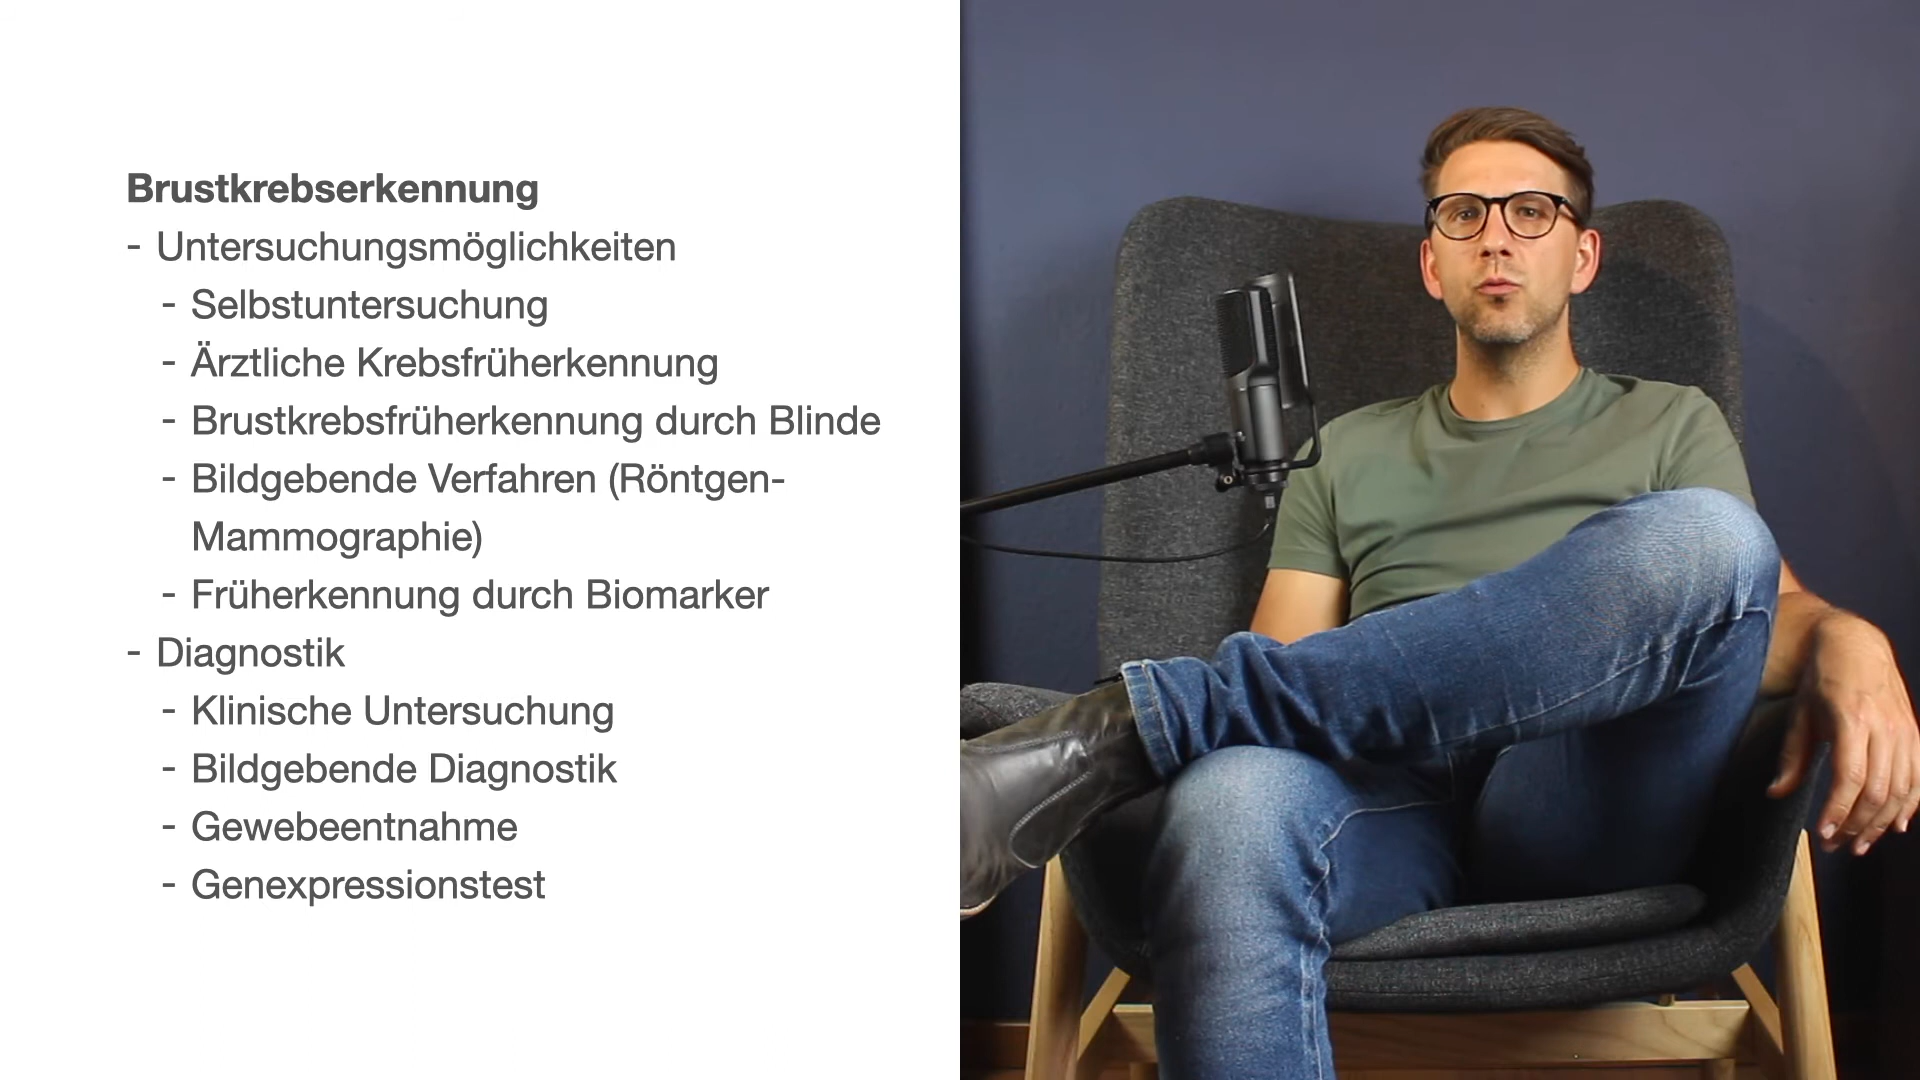 Brustkrebserkennung
- Untersuchungsmöglichkeiten
- Selbstuntersuchung
- Ärztliche Krebsfrüherkennung
- Brustkrebsfrüherkennung durch Blinde
- Bildgebende Verfahren (Röntgen-
Mammographie)
- Früherkennung durch Biomarker
- Diagnostik
- Klinische Untersuchung
- Bildgebende Diagnostik
- Gewebeentnahme
- Genexpressionstest